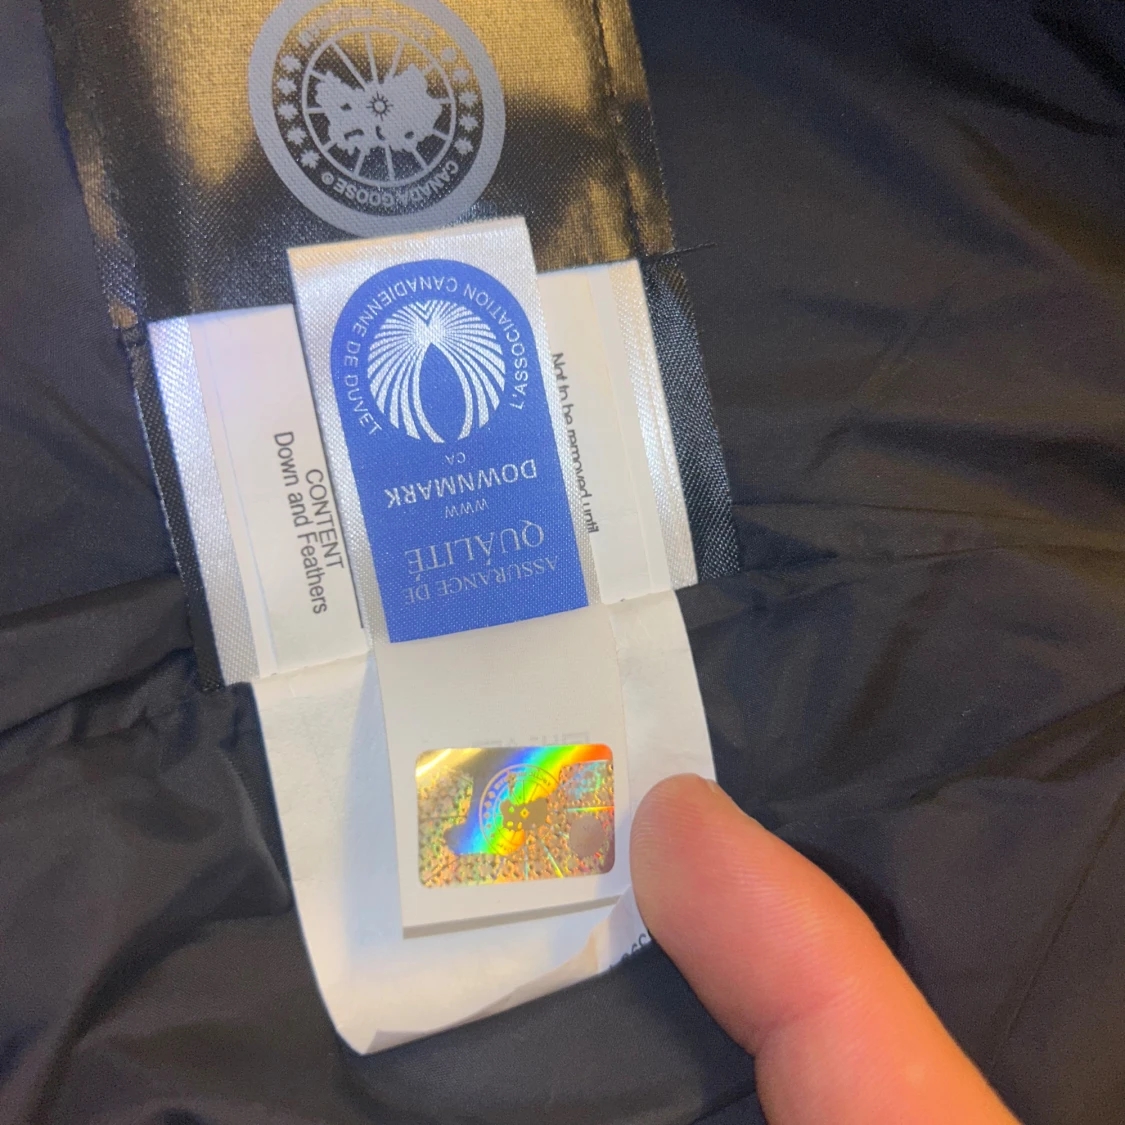 CANADA GOOSE ®
L'ASSOCIATION CANADIENNE DE DUVET
CA
DOWNMARK
WWW
QUALITÉ
ASSURANCE DE
CONTENT
Down and Feathers
Not to be removed until